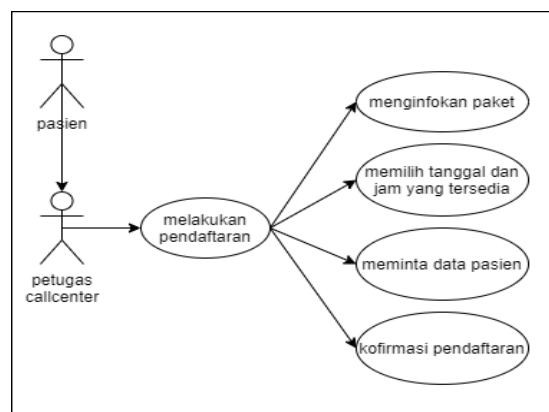 pasien
petugas
callcenter
melakukan
pendaftaran
menginfokan paket
memilih tanggal dan
jam yang tersedia
meminta data pasien
kofirmasi pendaftaran